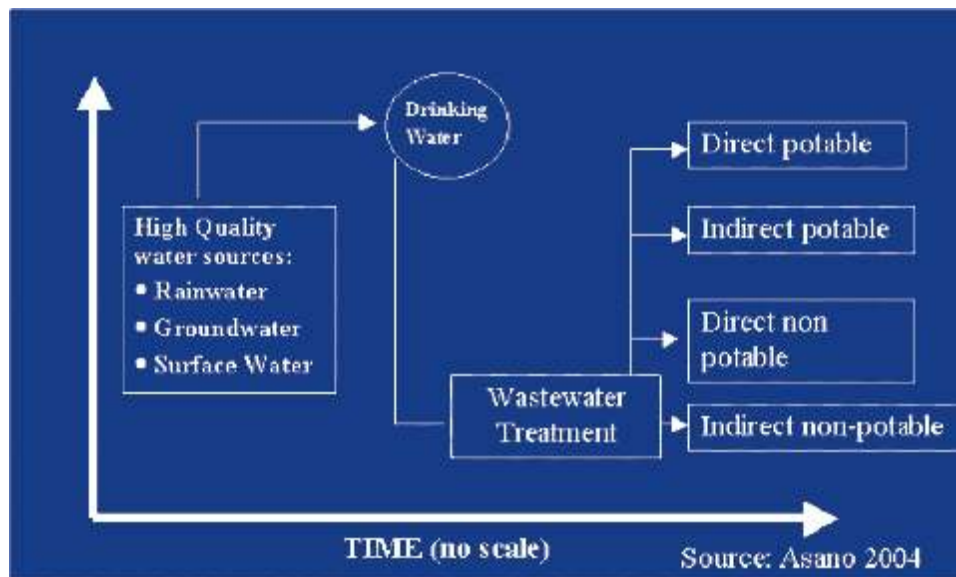 Drinking
Water
High Quality
water sources:
• Rainwater
• Groundwater
• Surface Water
Wastewater
Treatment
Direct potable
Indirect potable
Direct non
potable
Indirect non-potable
TIME (no scale)
Source: Asano 2004